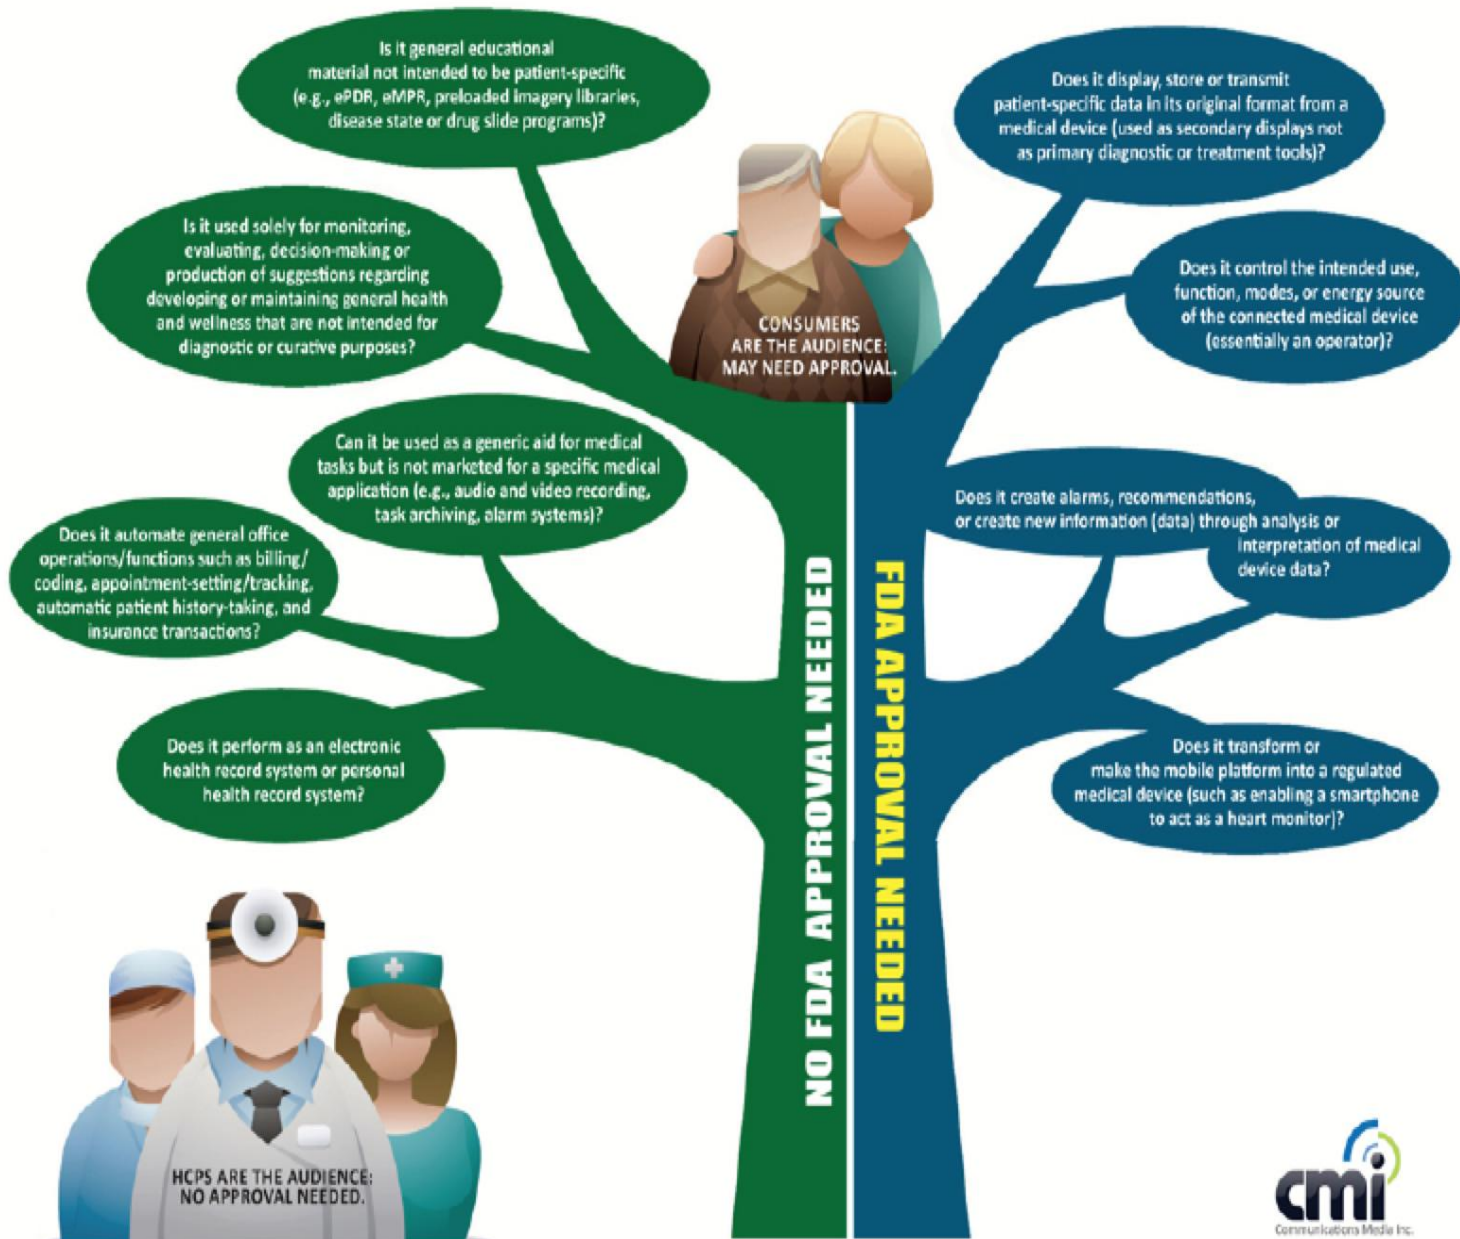 Is it general educational
material not intended to be patient-specific
(e.g., ePDR, eMPR, preloaded imagery libraries,
disease state or drug slide programs)?
Is it used solely for monitoring,
evaluating, decision-making or
production of suggestions regarding
developing or maintaining general health
and wellness that are not intended for
diagnostic or curative purposes?
Can it be used as a generic aid for medical
tasks but is not marketed for a specific medical
application (e.g., audio and video recording,
task archiving, alarm systems)?
Does it automate general office
operations/functions such as billing/
coding, appointment-setting/tracking,
automatic patient history-taking, and
insurance transactions?
Does it perform as an electronic
health record system or personal
health record system?
HCPS ARE THE AUDIENCE:
NO APPROVAL NEEDED.
CONSUMERS
ARE THE AUDIENCE:
MAY NEED APPROVAL.
NO FDA APPROVAL NEEDED
FDA APPROVAL NEEDED
Does it display, store or transmit
patient-specific data in its original format from a
medical device (used as secondary displays not
as primary diagnostic or treatment tools)?
Does it control the intended use,
function, modes, or energy source
of the connected medical device
(essentially an operator)?
Does it create alarms, recommendations,
or create new information (data) through analysis or
interpretation of medical
device data?
Does it transform or
make the mobile platform into a regulated
medical device (such as enabling a smartphone
to act as a heart monitor)?
cmi
Communications Media Inc.